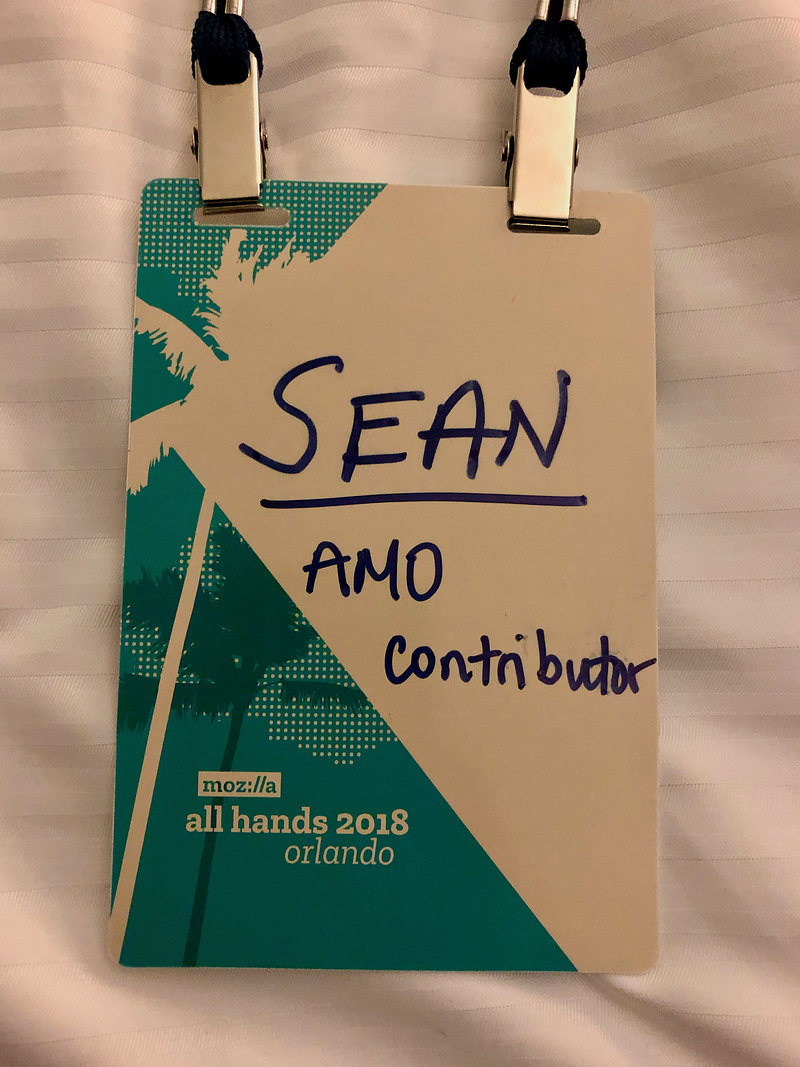 SEAN
AMO
contributor
moz://a
all hands 2018
orlando